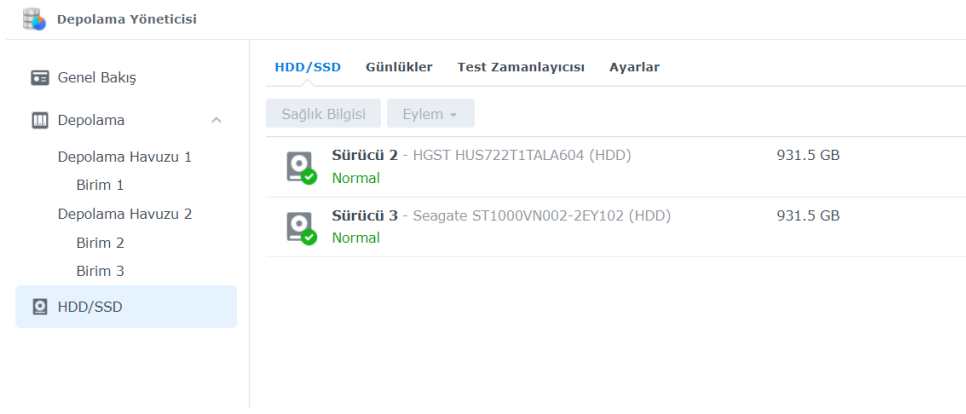 Depolama Yöneticisi
Genel Bakış
Depolama
Depolama Havuzu 1
Birim 1
Depolama Havuzu 2
Birim 2
Birim 3
HDD/SSD
HDD/SSD Günlükler Test Zamanlayıcısı Ayarlar
Sağlık Bilgisi Eylem
Sürücü 2 - HGST HUS722T1TALA604 (HDD) 931.5 GB
Normal
Sürücü 3 - Seagate ST1000VN002-2EY102 (HDD) 931.5 GB
Normal